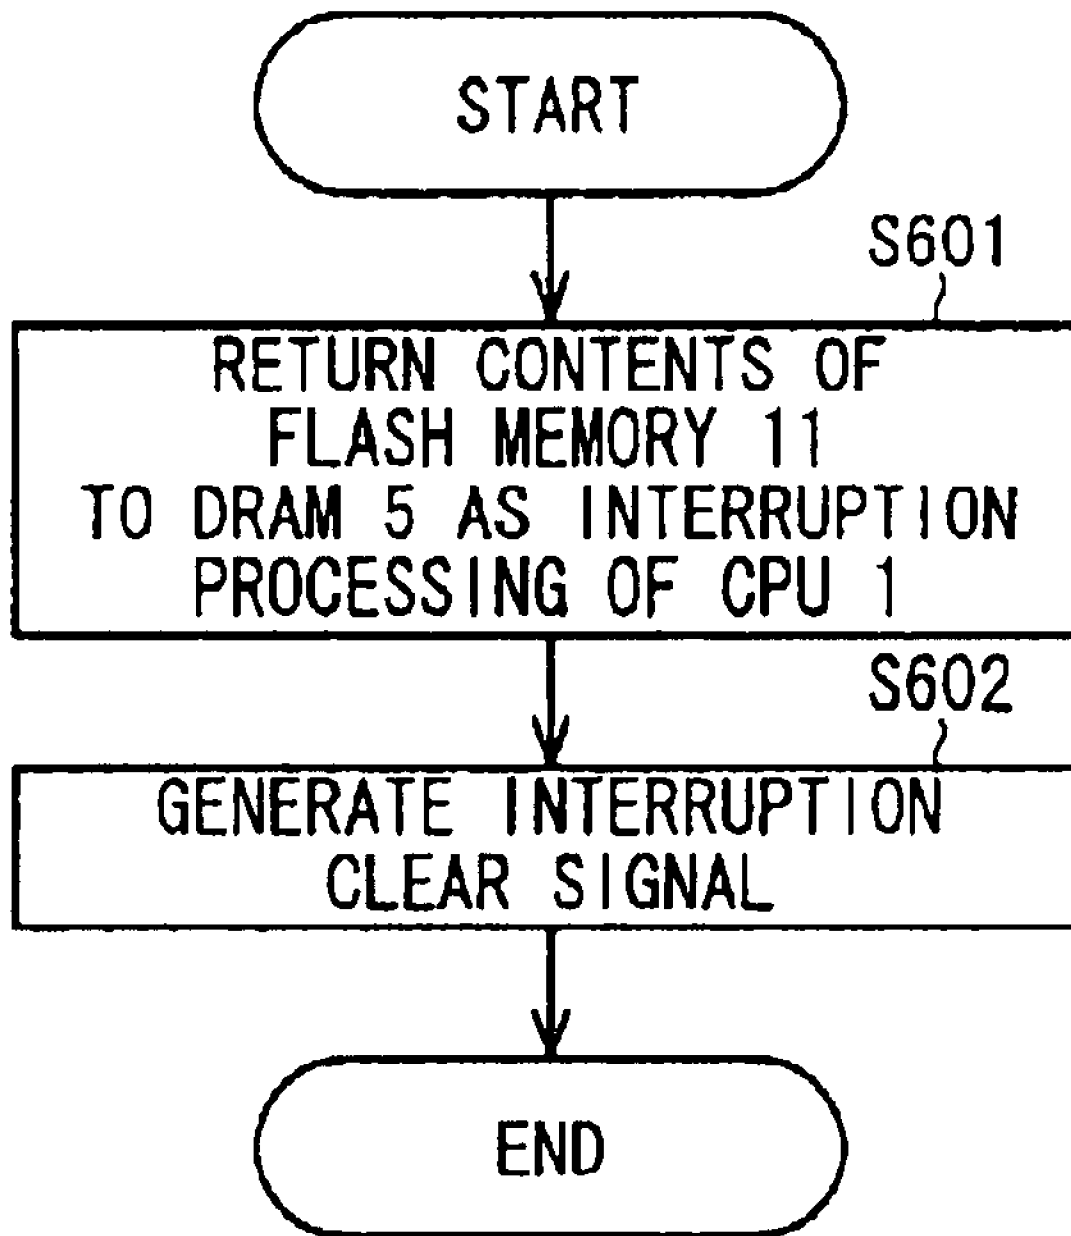 START
S601
RETURN CONTENTS OF
FLASH MEMORY 11
TO DRAM 5 AS INTERRUPTION
PROCESSING OF CPU 1
S602
GENERATE INTERRUPTION
CLEAR SIGNAL
END